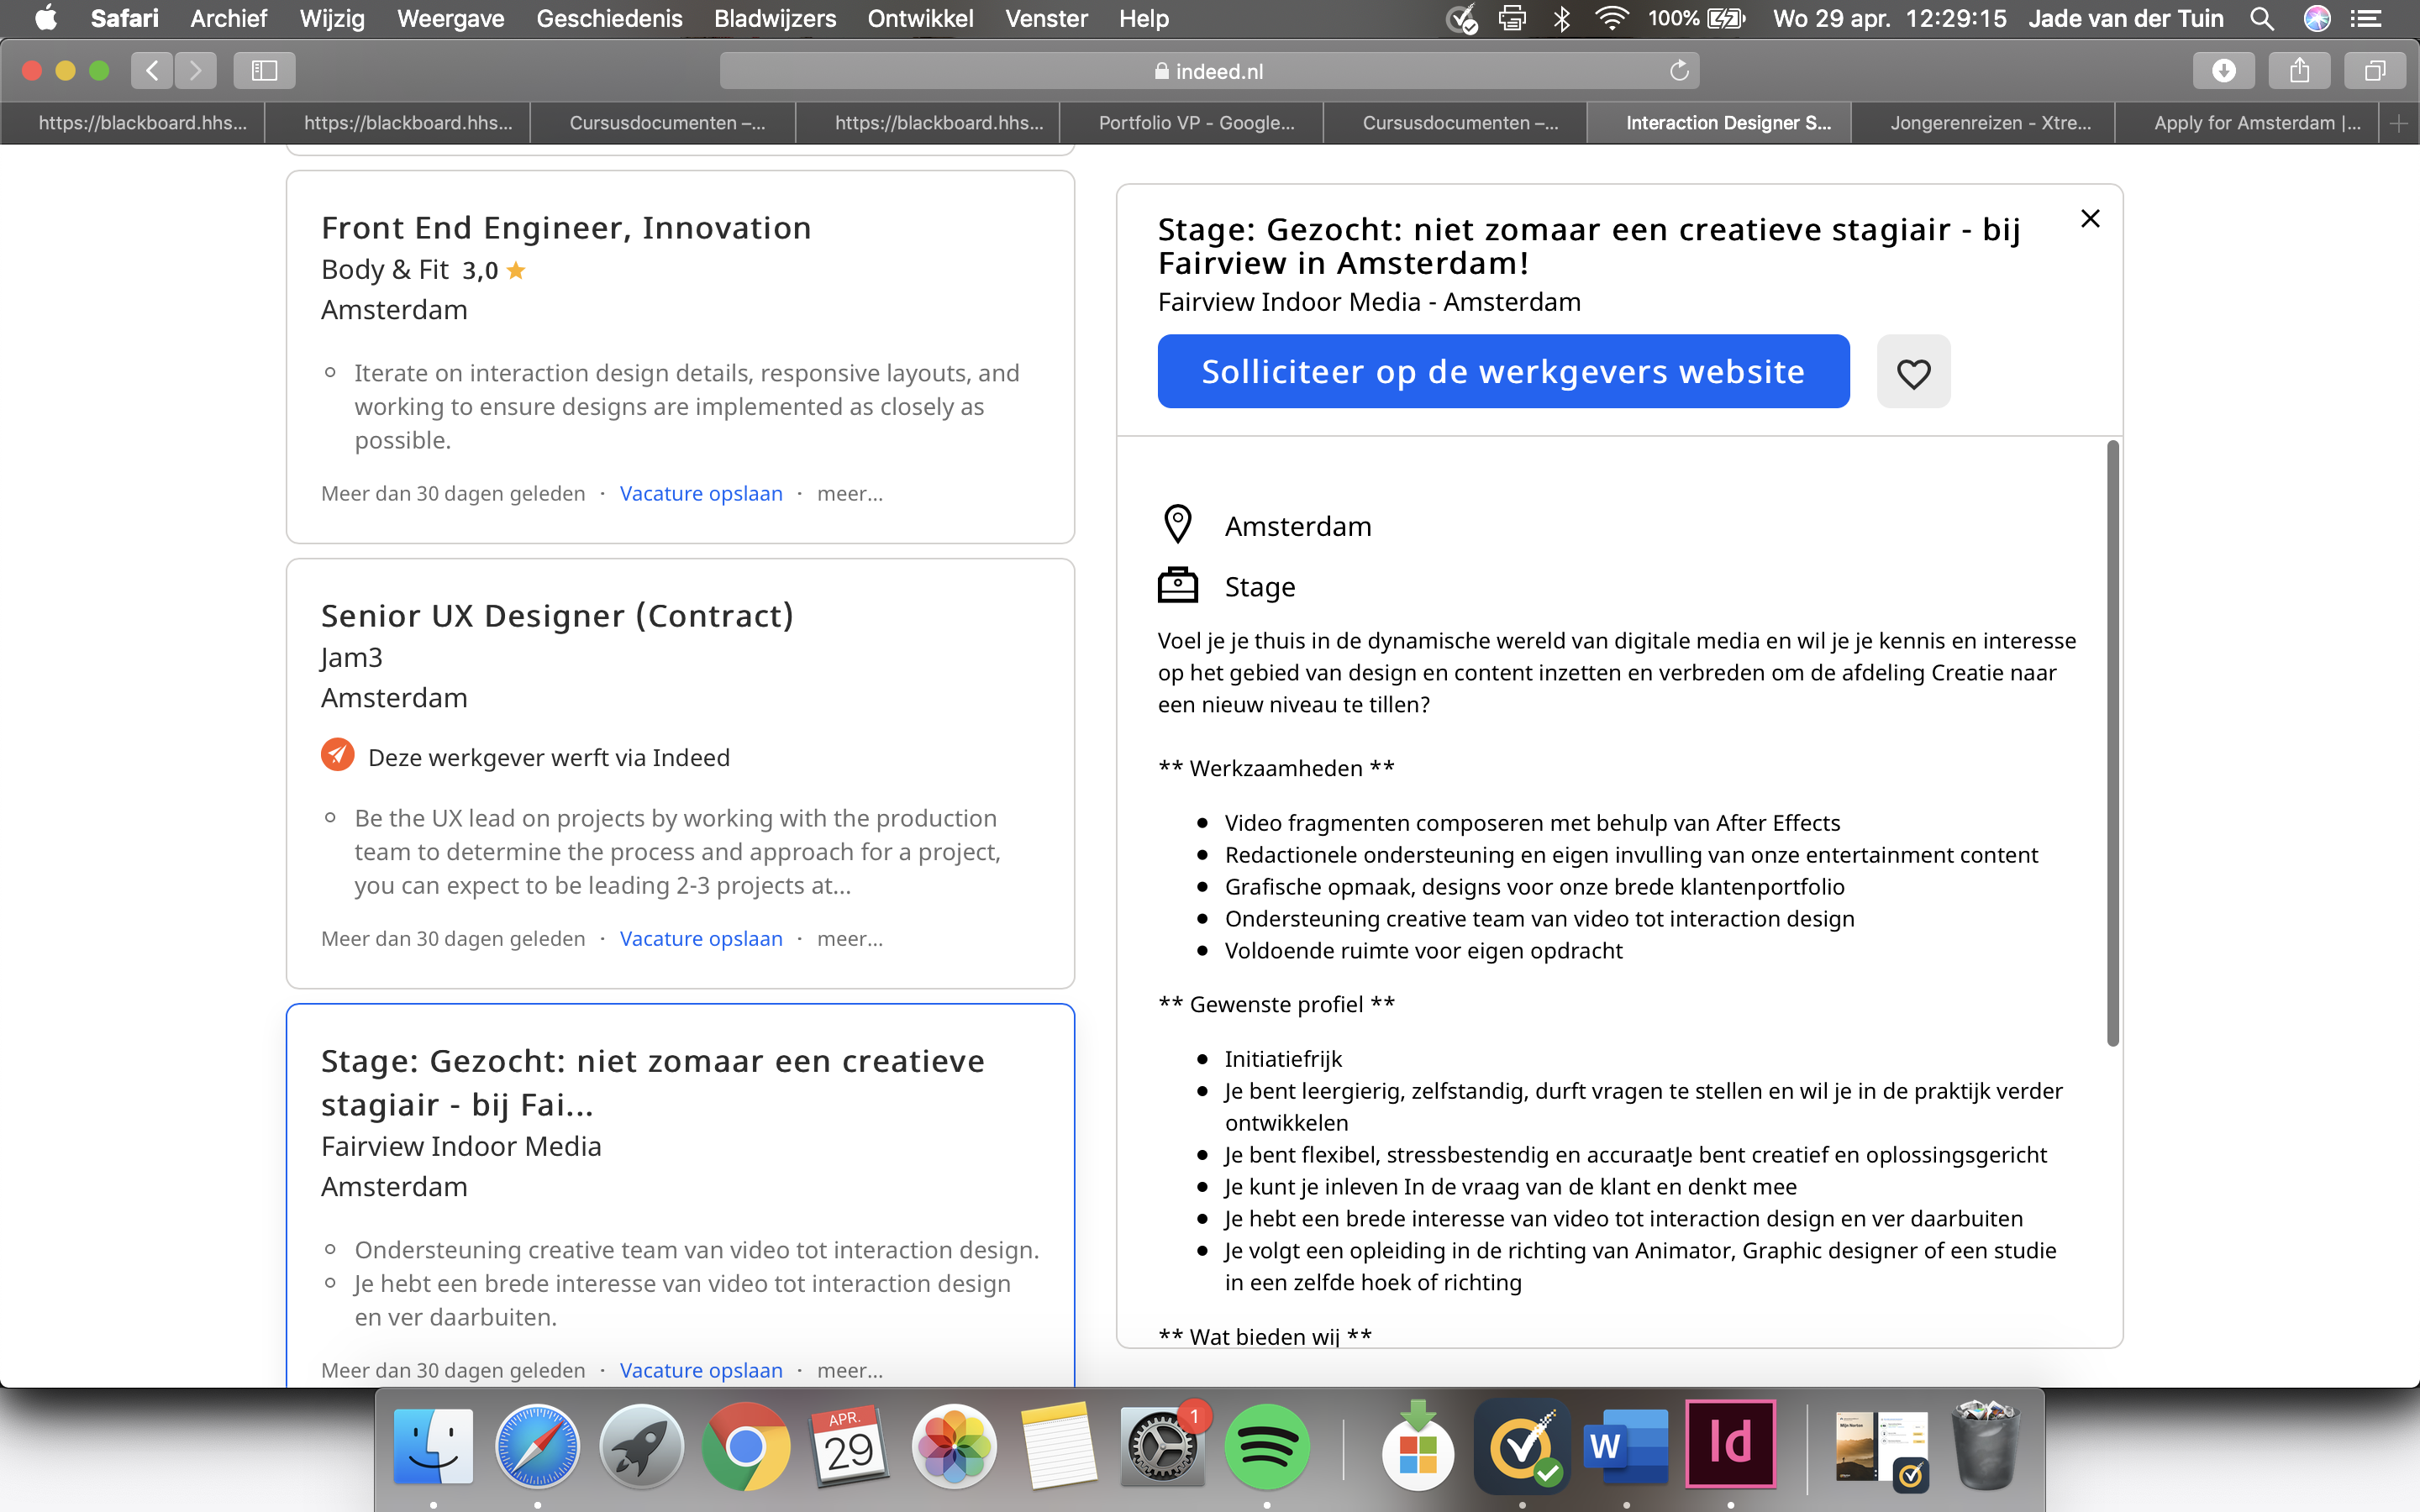 Safari Archief Wijzig Weergave Geschiedenis Bladwijzers Ontwikkel Venster Help 100% Wo 29 apr. 12:29:15 Jade van der Tuin
indeed.nl
https://blackboard.hhs... https://blackboard.hhs... Cursusdocumenten –... https://blackboard.hhs... Portfolio VP - Google... Cursusdocumenten –... Interaction Designer S... Jongerenreizen - Xtre... Apply for Amsterdam |...
Front End Engineer, Innovation
Body & Fit 3,0
Amsterdam
Iterate on interaction design details, responsive layouts, and
working to ensure designs are implemented as closely as
possible.
Meer dan 30 dagen geleden · Vacature opslaan · meer...
Senior UX Designer (Contract)
Jam3
Amsterdam
Deze werkgever werft via Indeed
Be the UX lead on projects by working with the production
team to determine the process and approach for a project,
you can expect to be leading 2-3 projects at...
Meer dan 30 dagen geleden · Vacature opslaan · meer...
Stage: Gezocht: niet zomaar een creatieve
stagiair - bij Fai...
Fairview Indoor Media
Amsterdam
Ondersteuning creative team van video tot interaction design.
Je hebt een brede interesse van video tot interaction design
en ver daarbuiten.
Meer dan 30 dagen geleden · Vacature opslaan · meer...
Stage: Gezocht: niet zomaar een creatieve stagiair - bij
Fairview in Amsterdam!
Fairview Indoor Media - Amsterdam
Solliciteer op de werkgevers website
Amsterdam
Stage
Voel je je thuis in de dynamische wereld van digitale media en wil je je kennis en interesse
op het gebied van design en content inzetten en verbreden om de afdeling Creatie naar
een nieuw niveau te tillen?
** Werkzaamheden **
Video fragmenten composeren met behulp van After Effects
Redactionele ondersteuning en eigen invulling van onze entertainment content
Grafische opmaak, designs voor onze brede klantenportfolio
Ondersteuning creative team van video tot interaction design
Voldoende ruimte voor eigen opdracht
** Gewenste profiel **
Initiatiefrijk
Je bent leergierig, zelfstandig, durft vragen te stellen en wil je in de praktijk verder
ontwikkelen
Je bent flexibel, stressbestendig en accuraatJe bent creatief en oplossingsgericht
Je kunt je inleven In de vraag van de klant en denkt mee
Je hebt een brede interesse van video tot interaction design en ver daarbuiten
Je volgt een opleiding in de richting van Animator, Graphic designer of een studie
in een zelfde hoek of richting
** Wat bieden wij **
APR.
29
1
W
Id